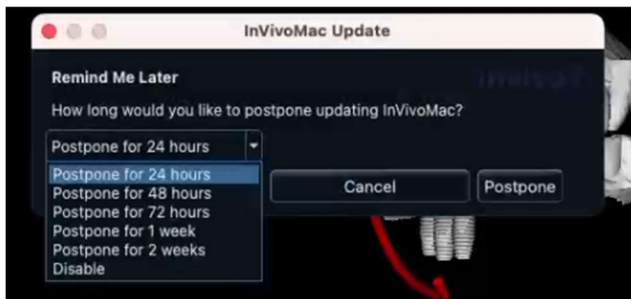 InVivoMac Update
Remind Me Later
How long would you like to postpone updating InVivoMac?
Postpone for 24 hours
Postpone for 24 hours
Postpone for 48 hours
Postpone for 72 hours
Postpone for 1 week
Postpone for 2 weeks
Disable
Cancel
Postpone